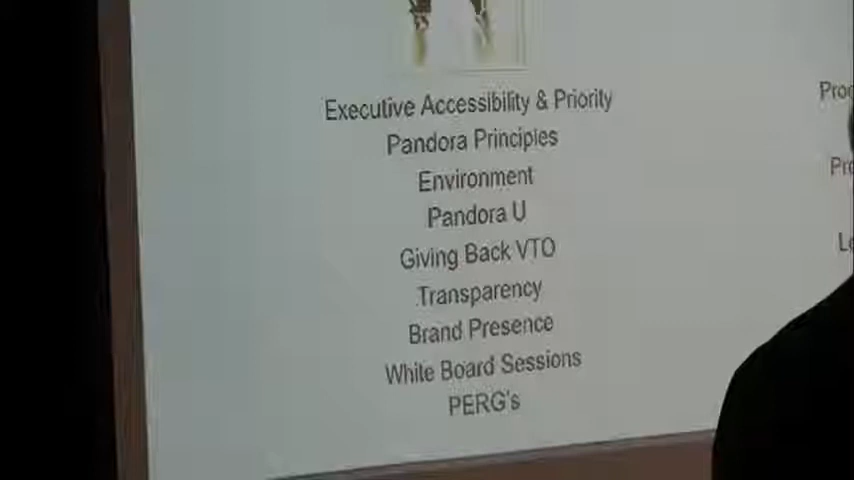 Executive Accessibility & Priority
Pandora Principles
Environment
Pandora U
Giving Back VTO
Transparency
Brand Presence
White Board Sessions
PERG's